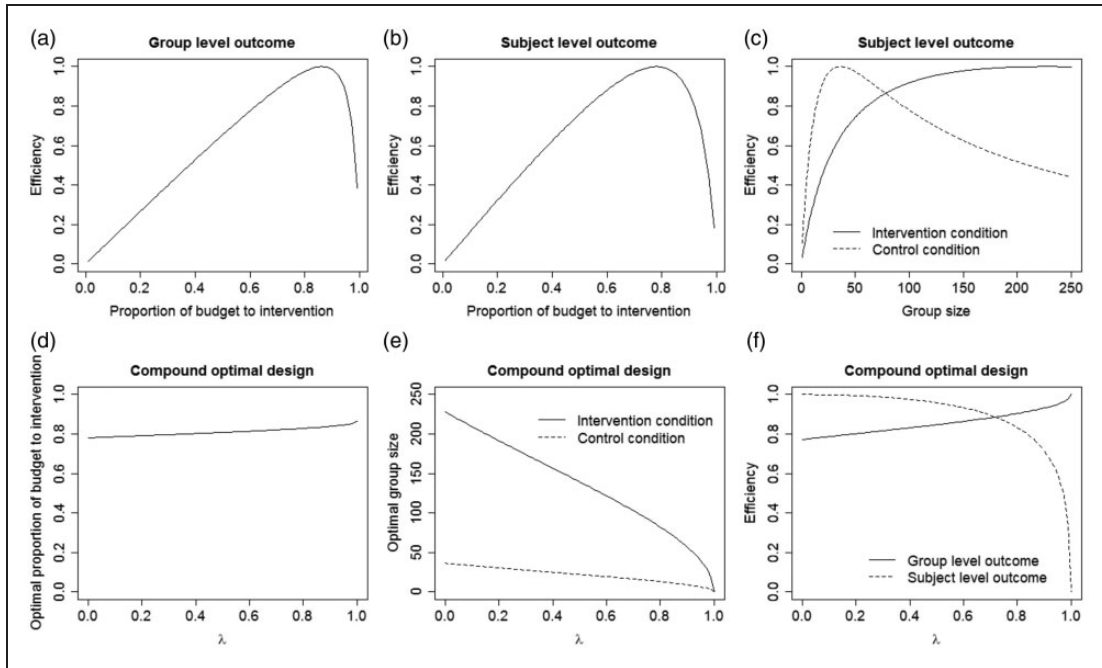 (a)
Group level outcome
Efficiency
0.0 0.2 0.4 0.6 0.8 1.0
0.0 0.2 0.4 0.6 0.8 1.0
Proportion of budget to intervention
(b)
Subject level outcome
Efficiency
0.0 0.2 0.4 0.6 0.8 1.0
0.0 0.2 0.4 0.6 0.8 1.0
Proportion of budget to intervention
(c)
Subject level outcome
Efficiency
0.0 0.2 0.4 0.6 0.8 1.0
Intervention condition
Control condition
0 50 100 150 200 250
Group size
(d)
Compound optimal design
Optimal proportion of budget to intervention
0.0 0.2 0.4 0.6 0.8 1.0
0.0 0.2 0.4 0.6 0.8 1.0
λ
(e)
Compound optimal design
Optimal group size
0 50 100 150 200 250
Intervention condition
Control condition
0.0 0.2 0.4 0.6 0.8 1.0
λ
(f)
Compound optimal design
Efficiency
0.0 0.2 0.4 0.6 0.8 1.0
Group level outcome
Subject level outcome
0.0 0.2 0.4 0.6 0.8 1.0
λ